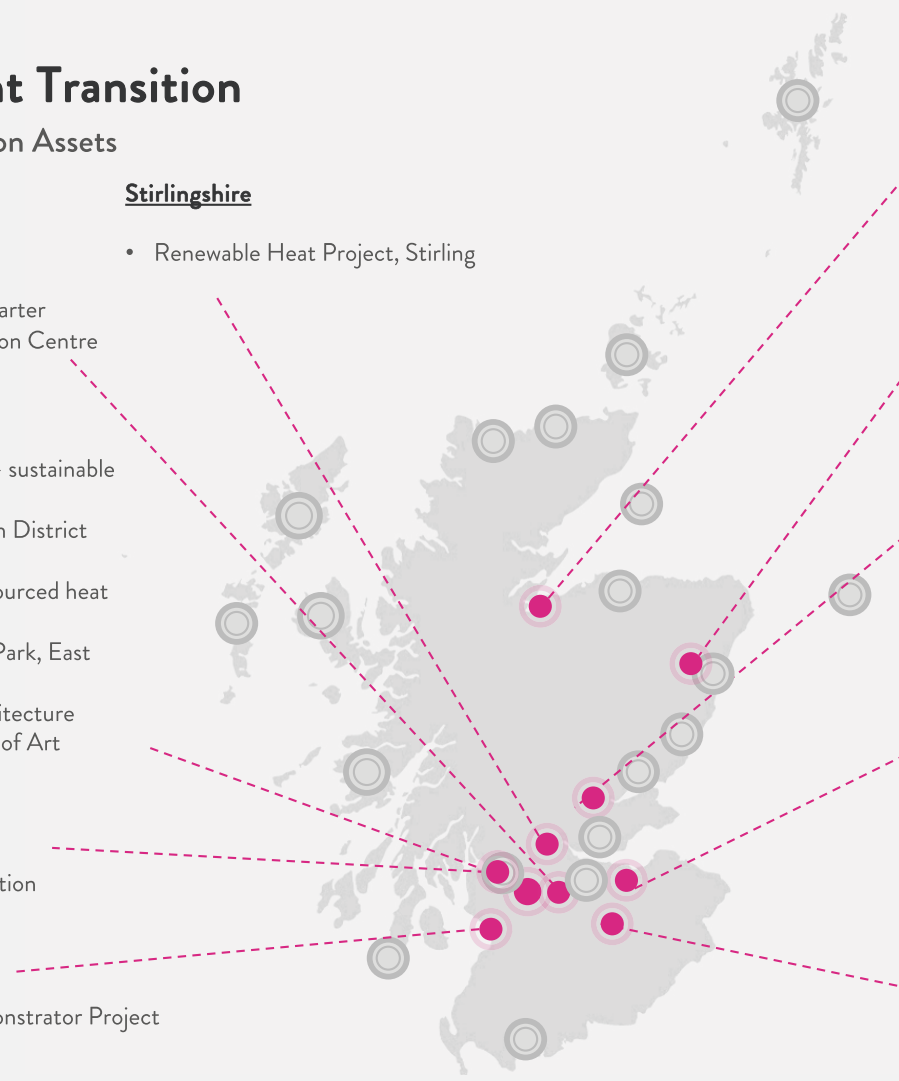 nt Transition
on Assets
Stirlingshire
• Renewable Heat Project, Stirling
arter
on Centre
sustainable
n District
ourced heat
Park, East
itecture
of Art
tion
onstrator Project